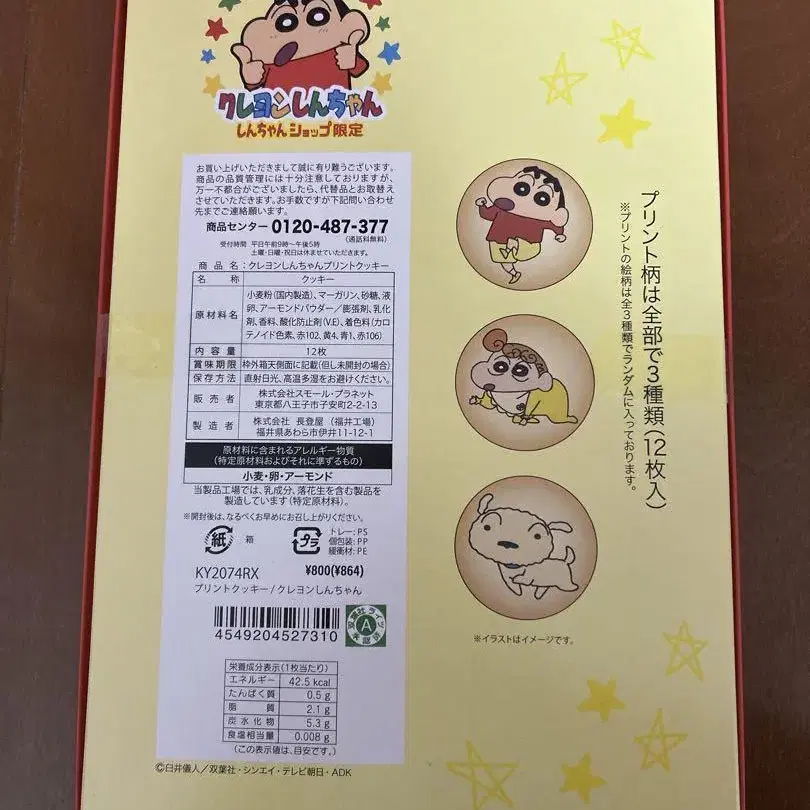 クレヨンしんちゃん
しんちゃんショップ限定
お買い上げいただきまして誠に有り難うございます。
商品の品質管理には十分注意しておりますが、
万一不都合がございましたら、代替品とお取替え
させていただきます。お手数ですが下記問い合わせ
先までご連絡願います。
商品センター 0120-487-377
(通話料無料)
受付時間 平日午前9時~午後5時
土曜・日曜・祝日は休ませていただきます。
商品名:クレヨンしんちゃんプリントクッキー
名称 クッキー
原材料名 小麦粉(国内製造)、マーガリン、砂糖、液
卵、アーモンドパウダー/膨張剤、乳化
剤、香料、酸化防止剤(V.E)、着色料(カロ
テノイド色素、赤102、黄4、青1、赤106)
内容量 12枚
賞味期限 枠外箱天側面に記載(但し未開封の場合)
保存方法 直射日光、高温多湿をお避けください。
販売者 株式会社スモール・プラネット
東京都八王子市子安町2-2-13
製造者 株式会社 長登屋 (福井工場)
福井県あわら市伊井11-12-1
原材料に含まれるアレルギー物質
(特定原材料およびそれに準ずるもの)
小麦・卵・アーモンド
当製品工場では、乳成分、落花生を含む製品を
製造しています(特定原材料)。
※開封後は、なるべくお早めにお召し上がりください。
紙 箱
プラ トレー:PS
個包装:PP
緩衝材:PE
KY2074RX ¥800(¥864)
プリントクッキー/クレヨンしんちゃん
4549204527310
A
栄養成分表示(1枚当たり)
エネルギー 42.5 kcal
たんぱく質 0.5 g
脂質 2.1 g
炭水化物 5.3 g
食塩相当量 0.008 g
(この表示値は、目安です。)
©臼井儀人/双葉社・シンエイ・テレビ朝日・ADK
プリント柄は全部で3種類(12枚入)
※プリントの絵柄は全3種類でランダムに入っております。
※イラストはイメージです。